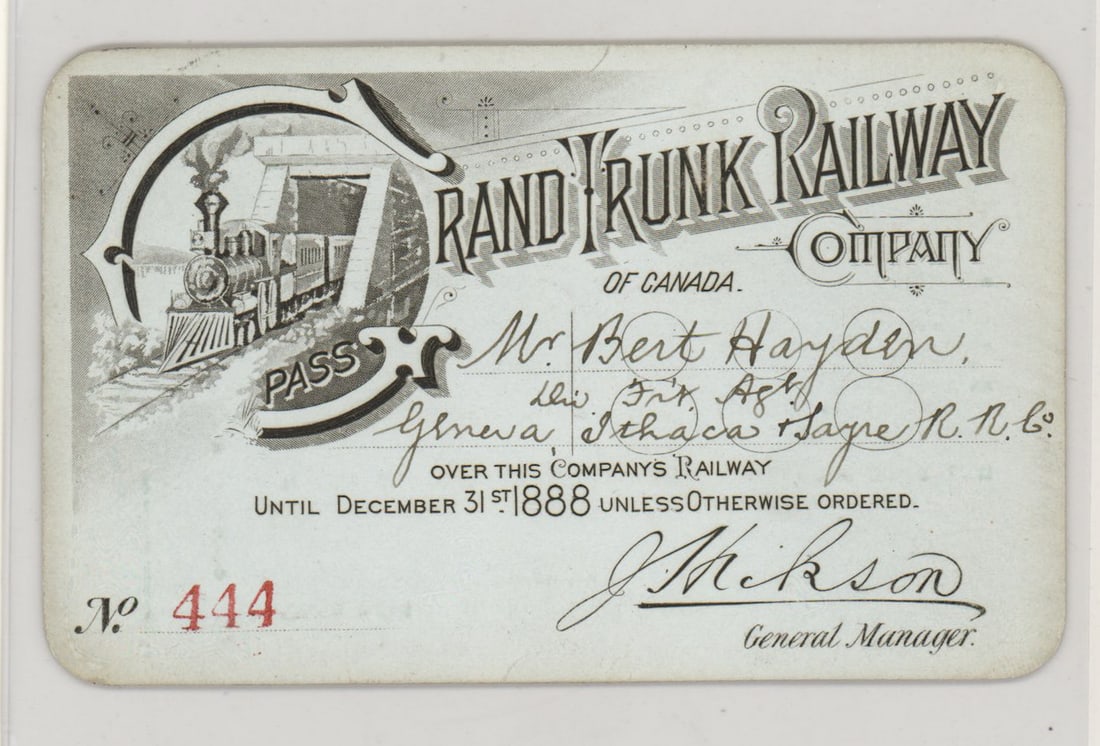 GRAND TRUNK RAILWAY
COMPANY
OF CANADA.
PASS Mr. Bert Hayden,
Div. Frt. Agt.
Geneva Ithaca & Sayre R. R. Co.
OVER THIS COMPANY'S RAILWAY
UNTIL DECEMBER 31ST 1888 UNLESS OTHERWISE ORDERED.
J. Hickson
No. 444
General Manager.